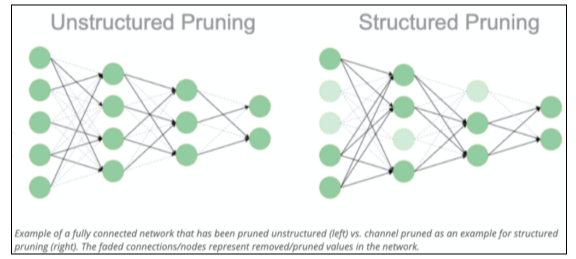 Unstructured Pruning
Structured Pruning
Example of a fully connected network that has been pruned unstructured (left) vs. channel pruned as an example for structured
pruning (right). The faded connections/nodes represent removed/pruned values in the network.